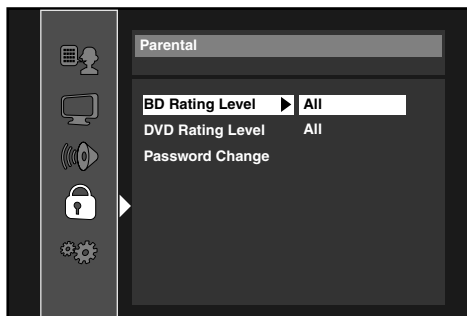 Parental
BD Rating Level All
DVD Rating Level All
Password Change